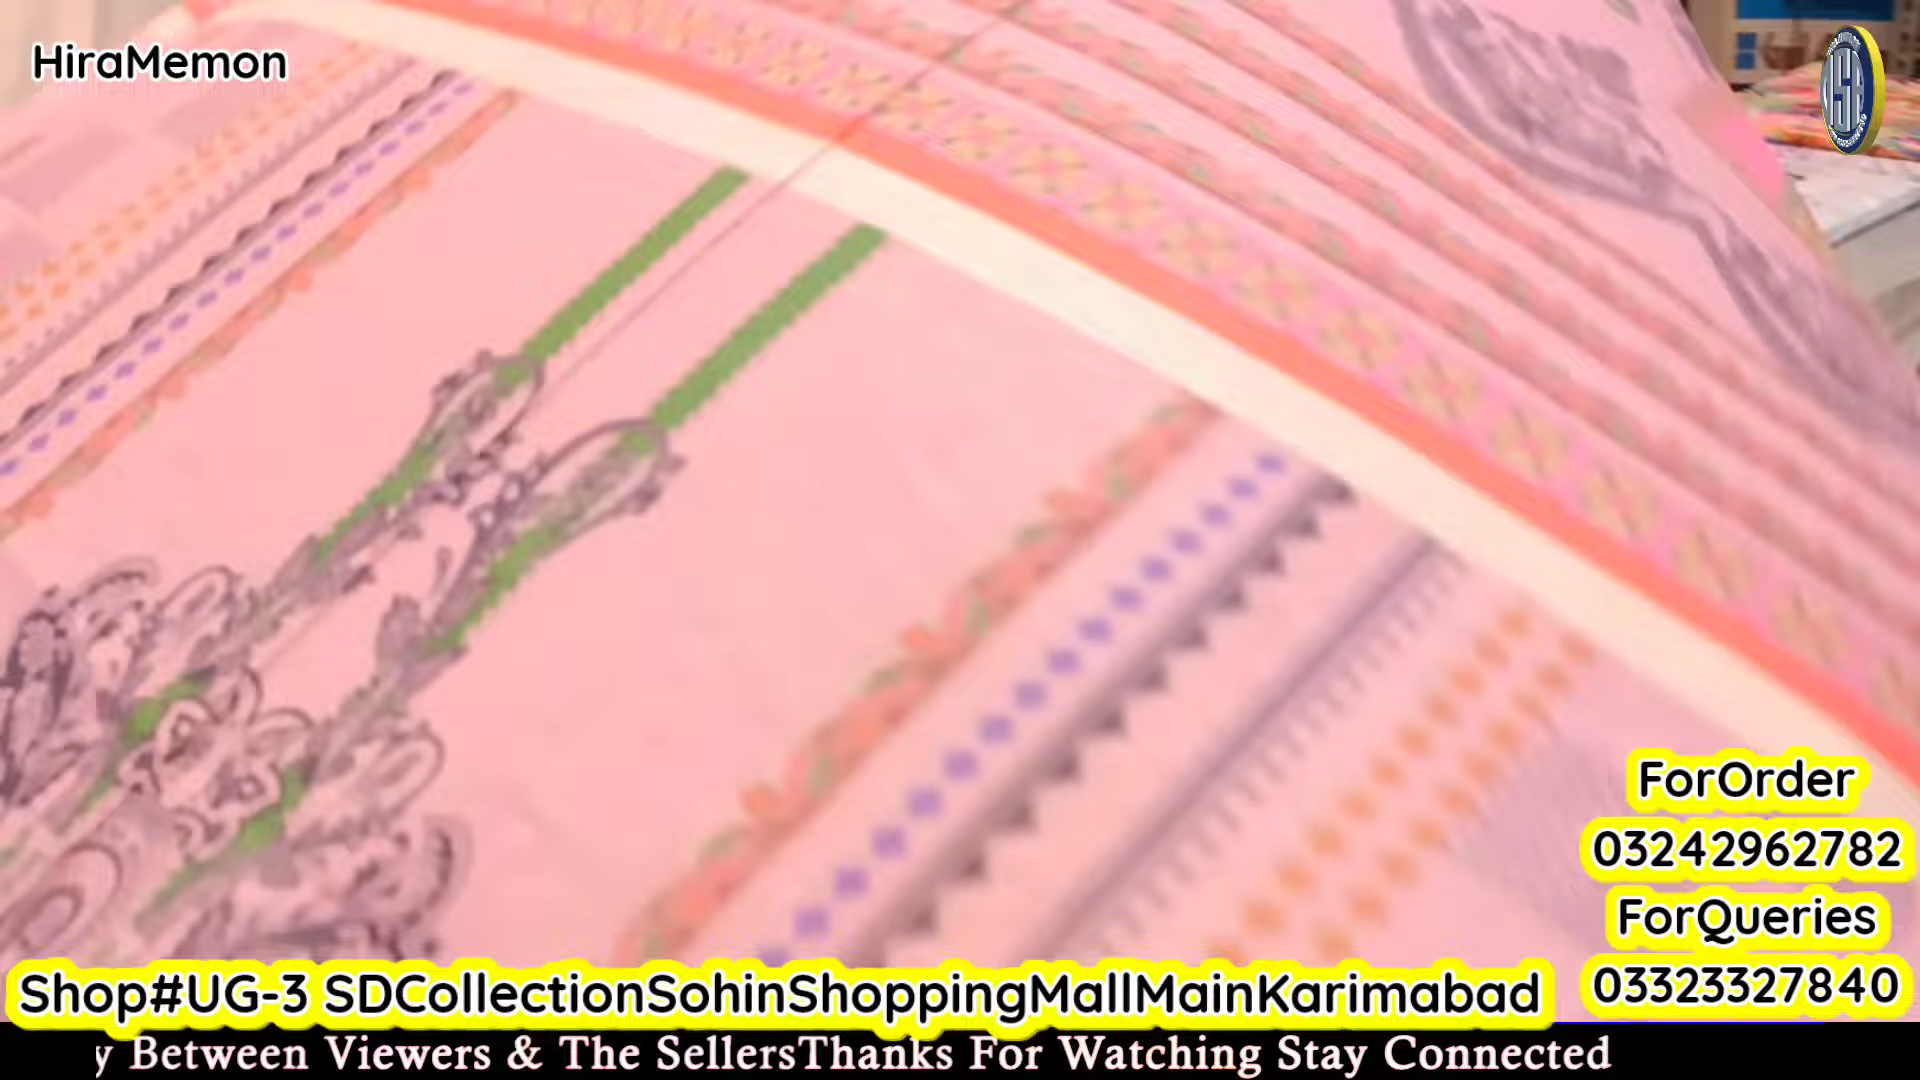 HiraMemon
ForOrder
03242962782
ForQueries
03323327840
Shop#UG-3 SDCollectionSohinShoppingMallMainKarimabad
y Between Viewers & The SellersThanks For Watching Stay Connected